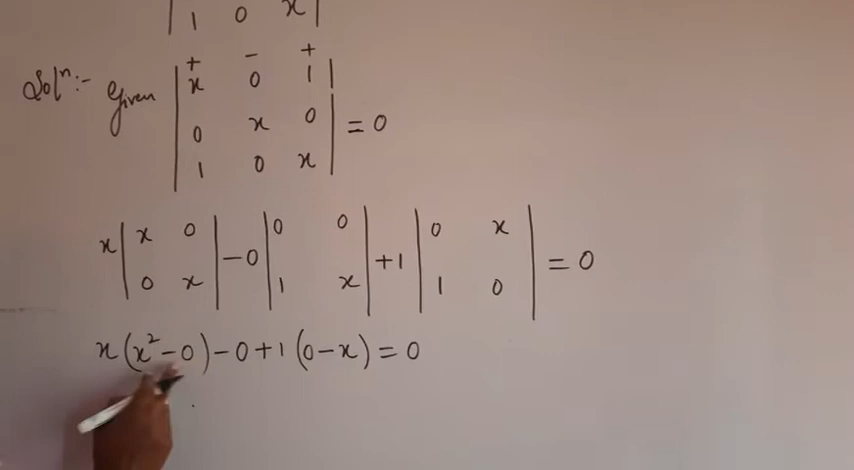 | 1 0 x |
Solⁿ:- Given
+ - +
| x 0 1 |
| 0 x 0 | = 0
| 1 0 x |
x | x 0 | - 0 | 0 0 | + 1 | 0 x | = 0
| 0 x | | 1 x | | 1 0 |
x(x² - 0) - 0 + 1(0 - x) = 0